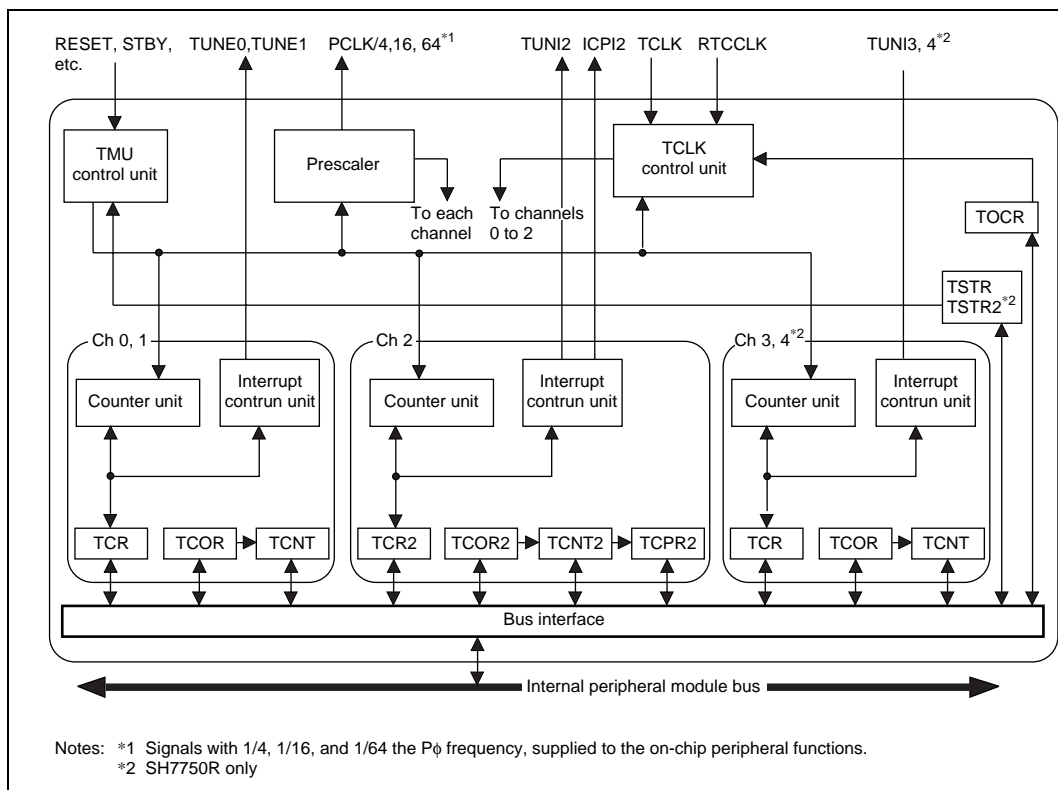 RESET, STBY, etc.
TUNE0,TUNE1
PCLK/4,16, 64*1
TUNI2
ICPI2
TCLK
RTCCLK
TUNI3, 4*2
TMU
control unit
Prescaler
TCLK
control unit
To each
channel
To channels
0 to 2
TOCR
TSTR
TSTR2*2
Ch 0, 1
Counter unit
Interrupt
contrun unit
TCR
TCOR
TCNT
Ch 2
Counter unit
Interrupt
contrun unit
TCR2
TCOR2
TCNT2
TCPR2
Ch 3, 4*2
Counter unit
Interrupt
contrun unit
TCR
TCOR
TCNT
Bus interface
Internal peripheral module bus
Notes: *1 Signals with 1/4, 1/16, and 1/64 the Pϕ frequency, supplied to the on-chip peripheral functions.
*2 SH7750R only